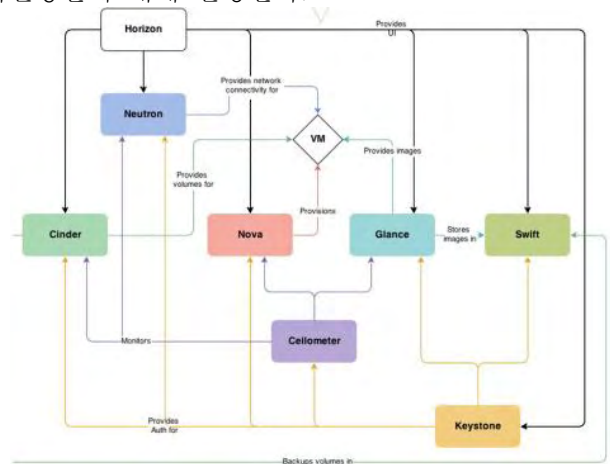 Provides
UI
Horizon
Provides network
connectivity for
Neutron
VM
Provides images
Provides
volumes for
Provisions
Cinder
Nova
Glance
Stores
images in
Swift
Ceilometer
Monitors
Provides
Auth for
Keystone
Backups volumes in